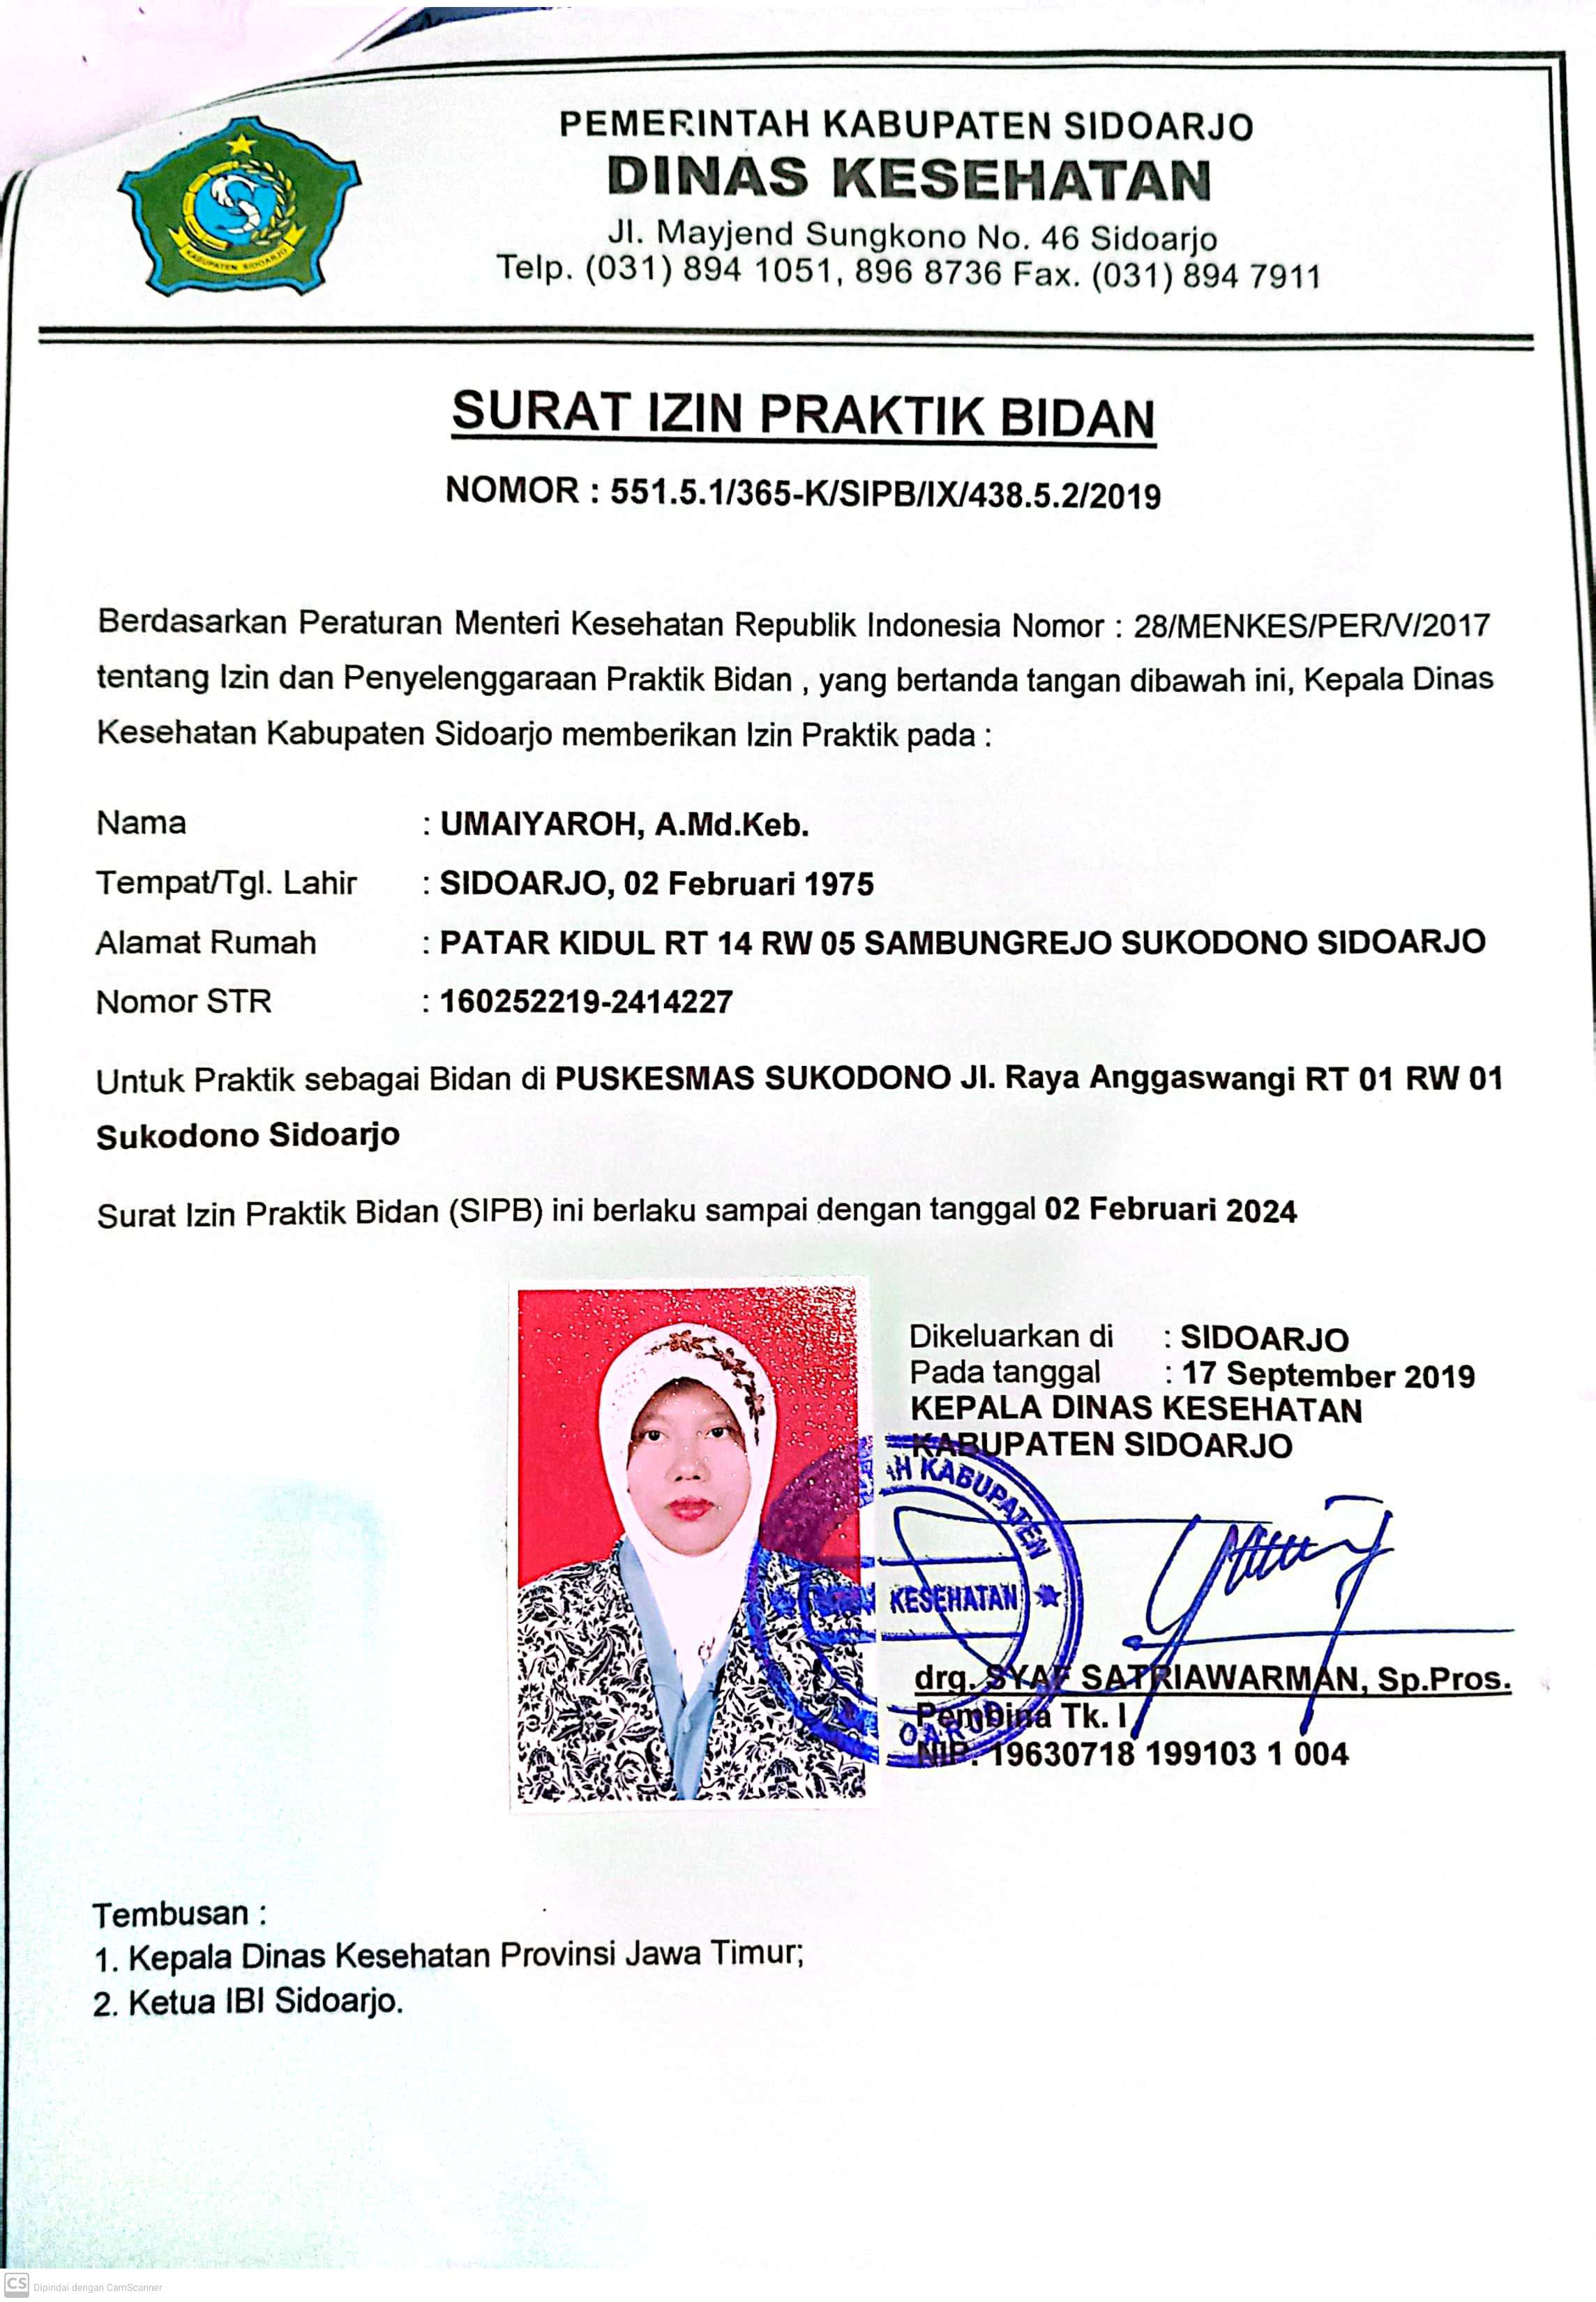 PEMERINTAH KABUPATEN SIDOARJO
DINAS KESEHATAN
Jl. Mayjend Sungkono No. 46 Sidoarjo
Telp. (031) 894 1051, 896 8736 Fax. (031) 894 7911
KABUPATEN SIDOARJO
SURAT IZIN PRAKTIK BIDAN
NOMOR : 551.5.1/365-K/SIPB/IX/438.5.2/2019
Berdasarkan Peraturan Menteri Kesehatan Republik Indonesia Nomor : 28/MENKES/PER/V/2017
tentang Izin dan Penyelenggaraan Praktik Bidan , yang bertanda tangan dibawah ini, Kepala Dinas
Kesehatan Kabupaten Sidoarjo memberikan Izin Praktik pada :
Nama : UMAIYAROH, A.Md.Keb.
Tempat/Tgl. Lahir : SIDOARJO, 02 Februari 1975
Alamat Rumah : PATAR KIDUL RT 14 RW 05 SAMBUNGREJO SUKODONO SIDOARJO
Nomor STR : 160252219-2414227
Untuk Praktik sebagai Bidan di PUSKESMAS SUKODONO Jl. Raya Anggaswangi RT 01 RW 01
Sukodono Sidoarjo
Surat Izin Praktik Bidan (SIPB) ini berlaku sampai dengan tanggal 02 Februari 2024
Dikeluarkan di : SIDOARJO
Pada tanggal : 17 September 2019
KEPALA DINAS KESEHATAN
KABUPATEN SIDOARJO
AH KABUPATEN
KESEHATAN
OARJO
drg. SYAF SATRIAWARMAN, Sp.Pros.
Pembina Tk. I
NIP. 19630718 199103 1 004
Tembusan :
1. Kepala Dinas Kesehatan Provinsi Jawa Timur;
2. Ketua IBI Sidoarjo.
CS Dipindai dengan CamScanner